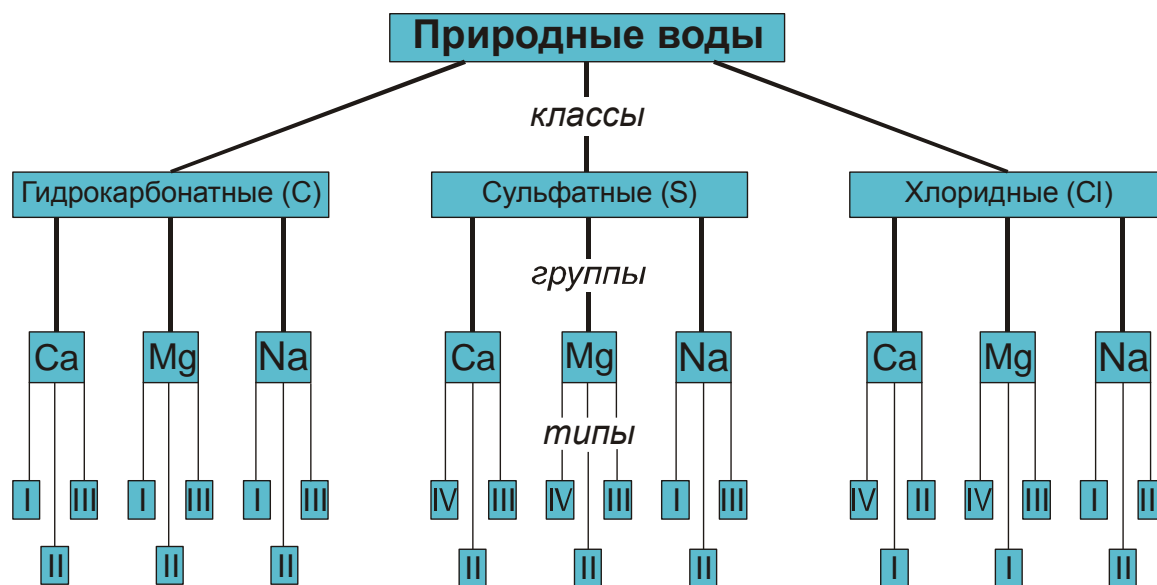 Природные воды
классы
Гидрокарбонатные (C) Сульфатные (S) Хлоридные (Cl)
группы
Ca Mg Na Ca Mg Na Ca Mg Na
типы
I III I III I III IV III IV III I III IV II IV III I II
II II II II II II I I II